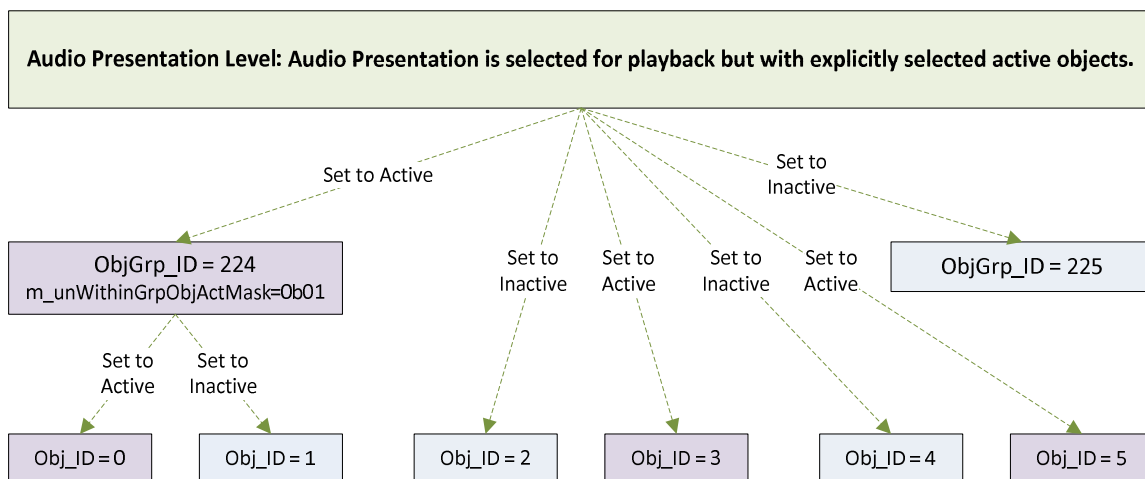 Audio Presentation Level: Audio Presentation is selected for playback but with explicitly selected active objects.
Set to Active
Set to
Inactive
ObjGrp_ID = 224
m_unWithinGrpObjActMask=0b01
Set to
Inactive
Set to
Active
Set to
Inactive
Set to
Active
ObjGrp_ID = 225
Set to
Active
Set to
Inactive
Obj_ID = 0
Obj_ID = 1
Obj_ID = 2
Obj_ID = 3
Obj_ID = 4
Obj_ID = 5